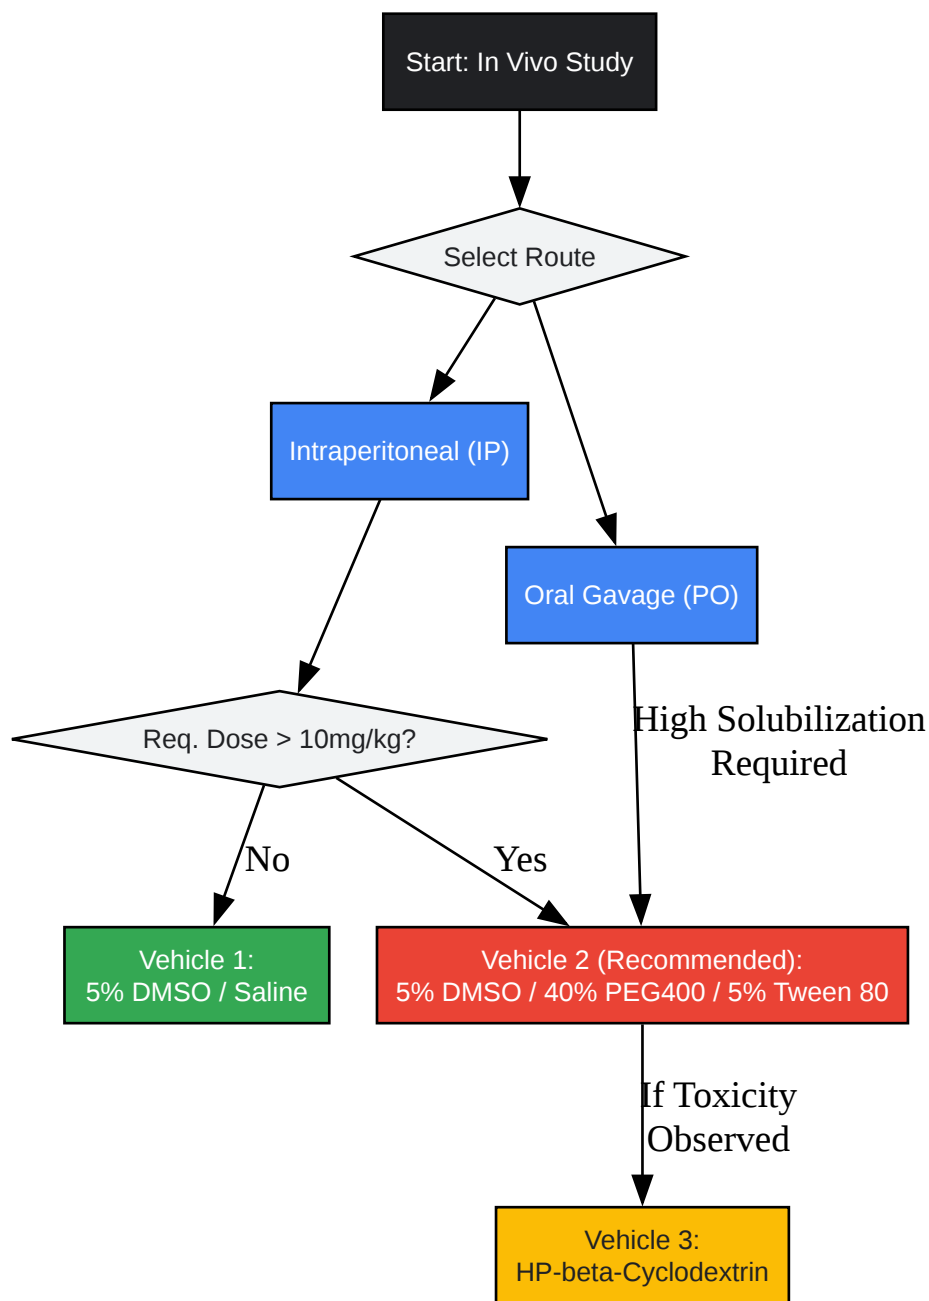 Start: In Vivo Study
Select Route
Intraperitoneal (IP)
Oral Gavage (PO)
High Solubilization
Required
Req. Dose > 10mg/kg?
No
Yes
Vehicle 1:
5% DMSO / Saline
Vehicle 2 (Recommended):
5% DMSO / 40% PEG400 / 5% Tween 80
If Toxicity
Observed
Vehicle 3:
HP-beta-Cyclodextrin